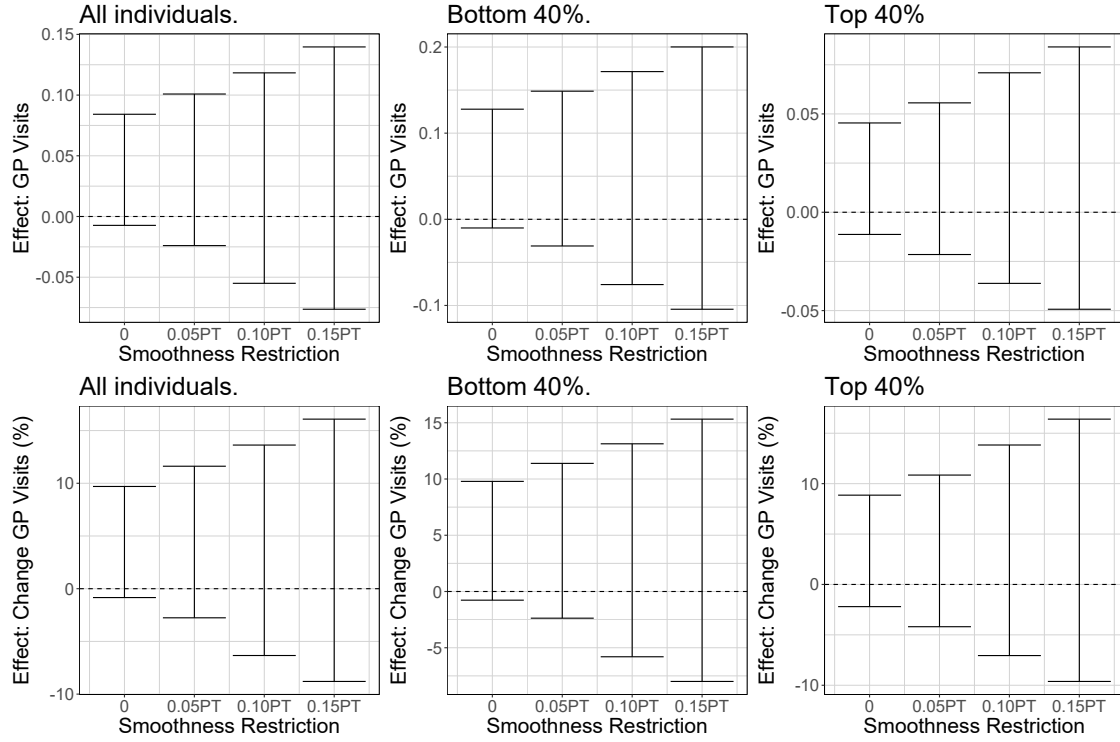 All individuals.
Bottom 40%.
Top 40%
Effect: GP Visits
0.15
0.10
0.05
0.00
-0.05
0 0.05PT 0.10PT 0.15PT
Smoothness Restriction
Effect: GP Visits
0.2
0.1
0.0
-0.1
0 0.05PT 0.10PT 0.15PT
Smoothness Restriction
Effect: GP Visits
0.05
0.00
-0.05
0 0.05PT 0.10PT 0.15PT
Smoothness Restriction
All individuals.
Bottom 40%.
Top 40%
Effect: Change GP Visits (%)
10
0
-10
0 0.05PT 0.10PT 0.15PT
Smoothness Restriction
Effect: Change GP Visits (%)
15
10
5
0
-5
0 0.05PT 0.10PT 0.15PT
Smoothness Restriction
Effect: Change GP Visits (%)
10
0
-10
0 0.05PT 0.10PT 0.15PT
Smoothness Restriction